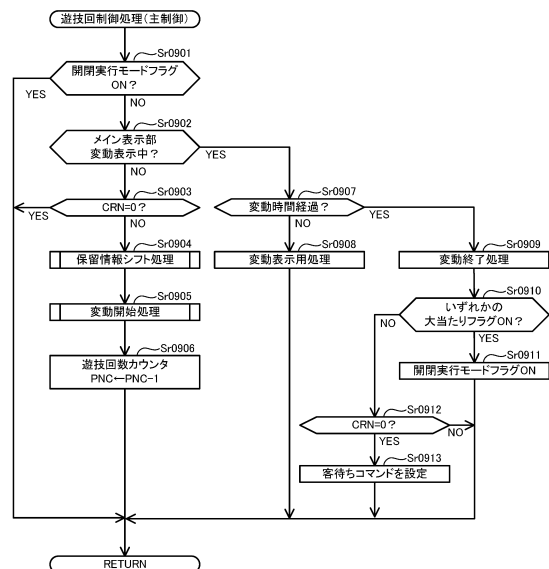 遊技回制御処理(主制御)
Sr0901
開閉実行モードフラグ
ON?
YES
NO
Sr0902
メイン表示部
変動表示中?
YES
NO
Sr0903
CRN=0?
YES
NO
Sr0904
保留情報シフト処理
Sr0905
変動開始処理
Sr0906
遊技回数カウンタ
PNC←PNC-1
Sr0907
変動時間経過?
YES
NO
Sr0908
変動表示用処理
Sr0909
変動終了処理
Sr0910
いずれかの
大当たりフラグON?
NO
YES
Sr0911
開閉実行モードフラグON
Sr0912
CRN=0?
NO
YES
Sr0913
客待ちコマンドを設定
RETURN